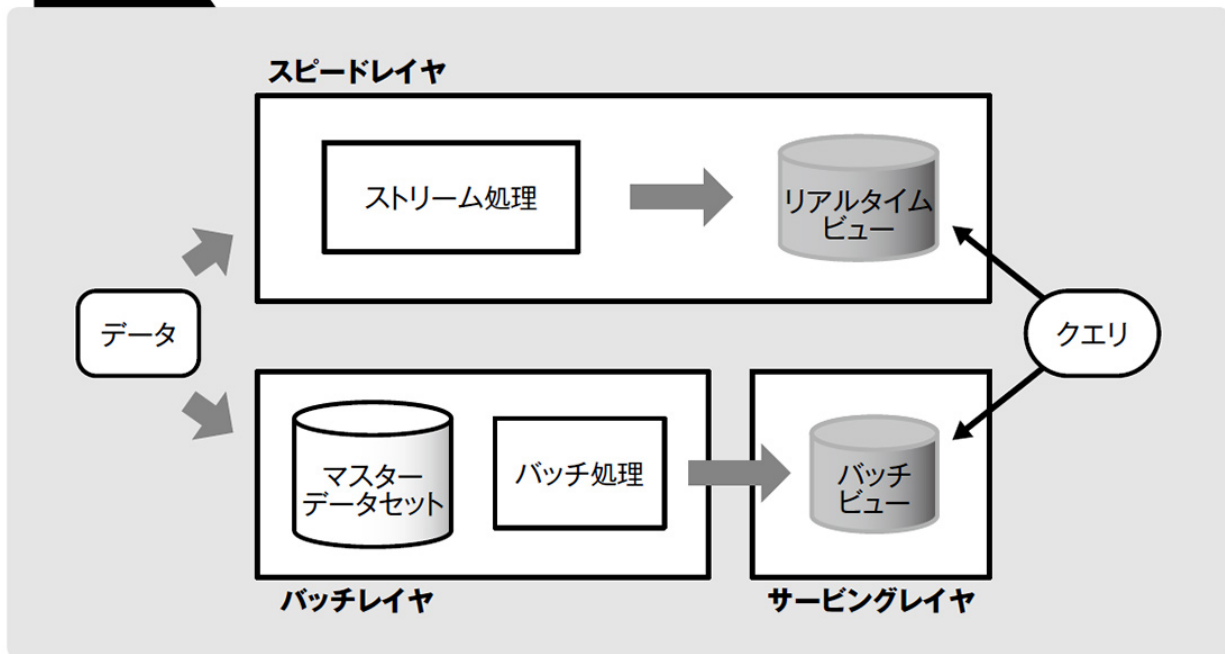 スピードレイヤ
ストリーム処理
リアルタイム
ビュー
データ
クエリ
マスター
データセット
バッチ処理
バッチ
ビュー
バッチレイヤ
サービングレイヤ